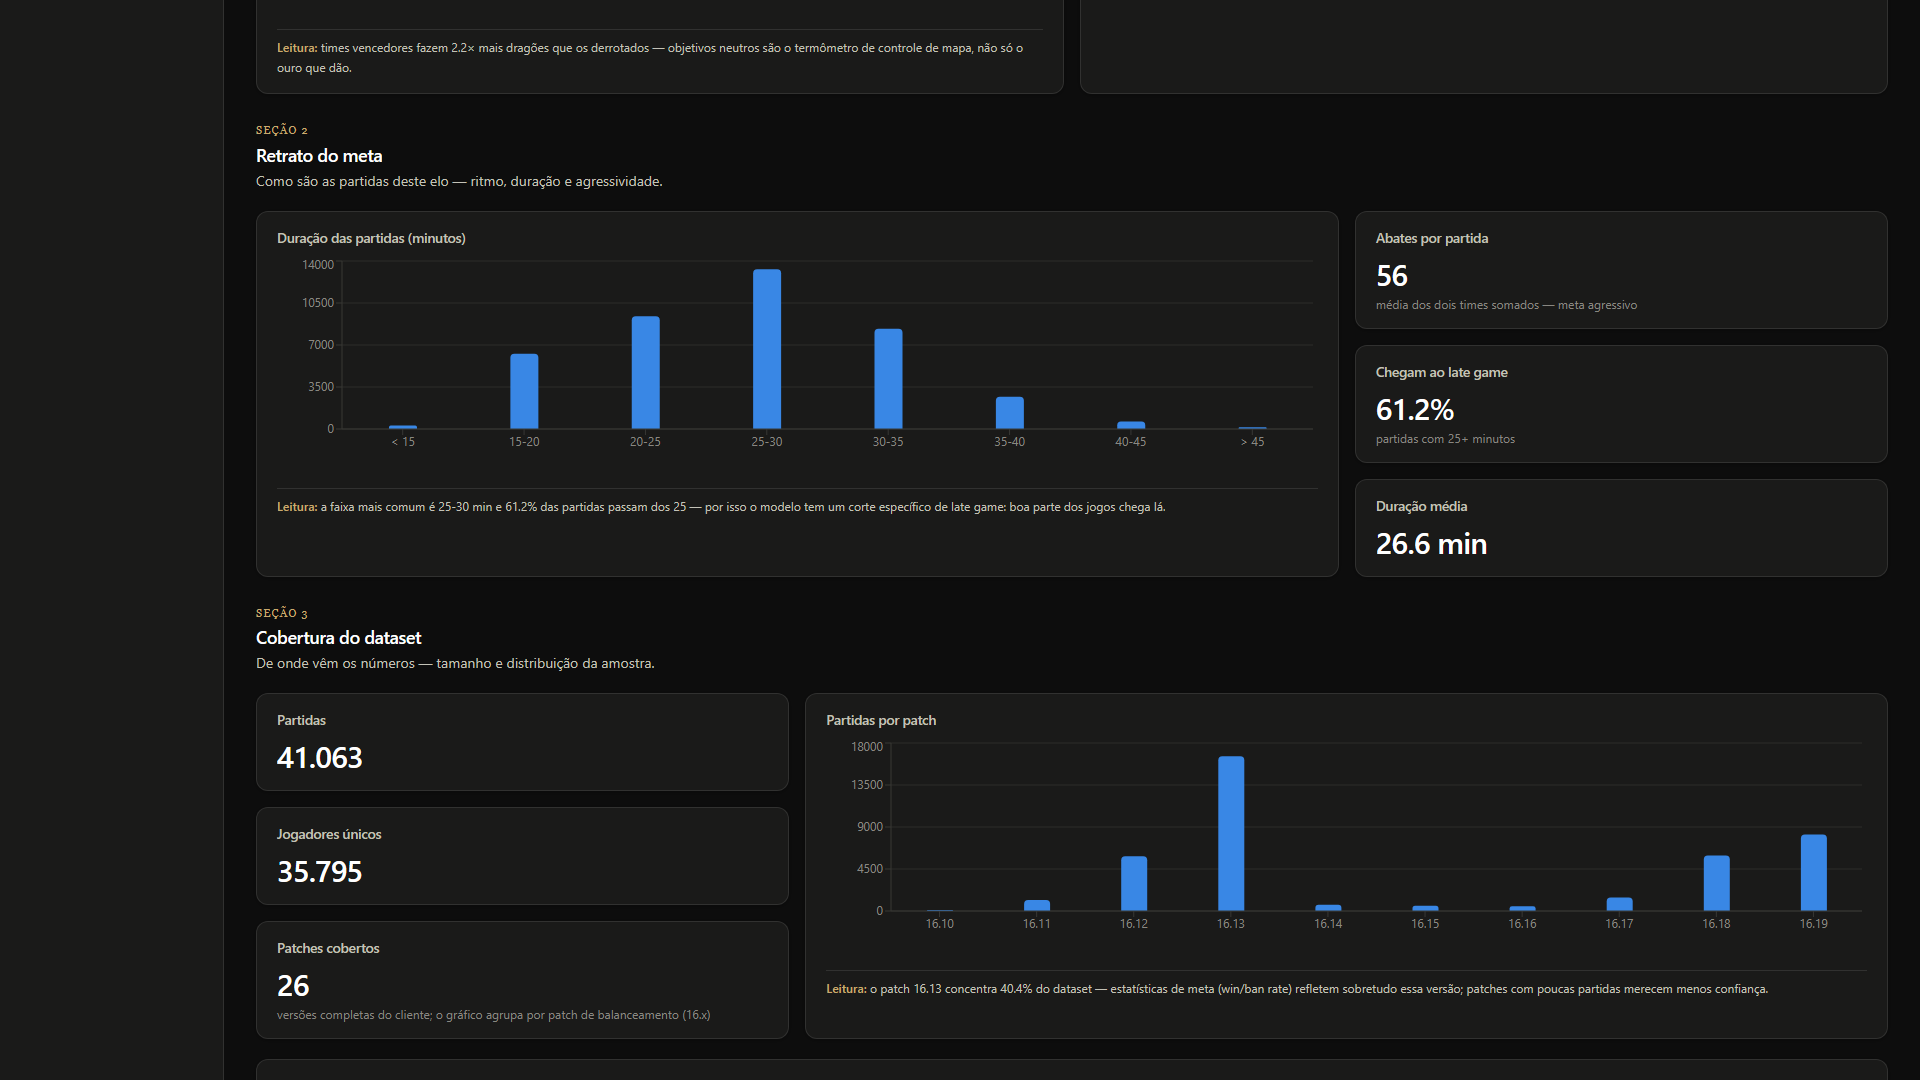 Leitura: times vencedores fazem 2.2× mais dragões que os derrotados — objetivos neutros são o termômetro de controle de mapa, não só o
ouro que dão.
SEÇÃO 2
Retrato do meta
Como são as partidas deste elo — ritmo, duração e agressividade.
Duração das partidas (minutos)
14000
10500
7000
3500
0
< 15
15-20
20-25
25-30
30-35
35-40
40-45
> 45
Leitura: a faixa mais comum é 25-30 min e 61.2% das partidas passam dos 25 — por isso o modelo tem um corte específico de late game: boa parte dos jogos chega lá.
Abates por partida
56
média dos dois times somados — meta agressivo
Chegam ao late game
61.2%
partidas com 25+ minutos
Duração média
26.6 min
SEÇÃO 3
Cobertura do dataset
De onde vêm os números — tamanho e distribuição da amostra.
Partidas
41.063
Jogadores únicos
35.795
Patches cobertos
26
versões completas do cliente; o gráfico agrupa por patch de balanceamento (16.x)
Partidas por patch
18000
13500
9000
4500
0
16.10
16.11
16.12
16.13
16.14
16.15
16.16
16.17
16.18
16.19
Leitura: o patch 16.13 concentra 40.4% do dataset — estatísticas de meta (win/ban rate) refletem sobretudo essa versão; patches com poucas partidas merecem menos confiança.